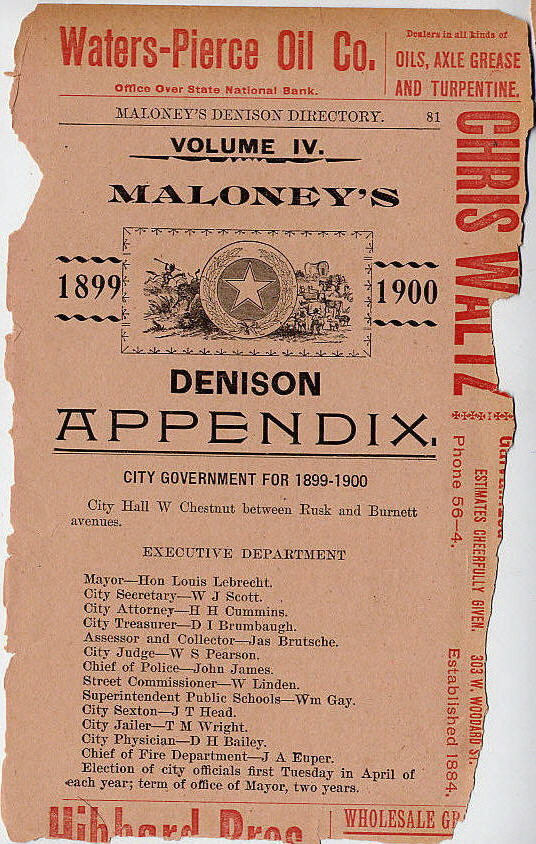 Waters-Pierce Oil Co.
Office Over State National Bank.
Dealers in all kinds of
OILS, AXLE GREASE
AND TURPENTINE.
MALONEY'S DENISON DIRECTORY. 81
VOLUME IV.
MALONEY'S
1899 1900
DENISON
APPENDIX.
CITY GOVERNMENT FOR 1899-1900
City Hall W Chestnut between Rusk and Burnett
avenues.
EXECUTIVE DEPARTMENT
Mayor—Hon Louis Lebrecht.
City Secretary—W J Scott.
City Attorney—H H Cummins.
City Treasurer—D I Brumbaugh.
Assessor and Collector—Jas Brutsche.
City Judge—W S Pearson.
Chief of Police—John James.
Street Commissioner—W Linden.
Superintendent Public Schools—Wm Gay.
City Sexton—J T Head.
City Jailer—T M Wright.
City Physician—D H Bailey.
Chief of Fire Department—J A Euper.
Election of city officials first Tuesday in April of
each year; term of office of Mayor, two years.
CHRIS WALTZ
ESTIMATES CHEERFULLY GIVEN. 303 W. WOODARD ST.
Phone 56-4. Established 1884.
Hibbard Bros
WHOLESALE GR